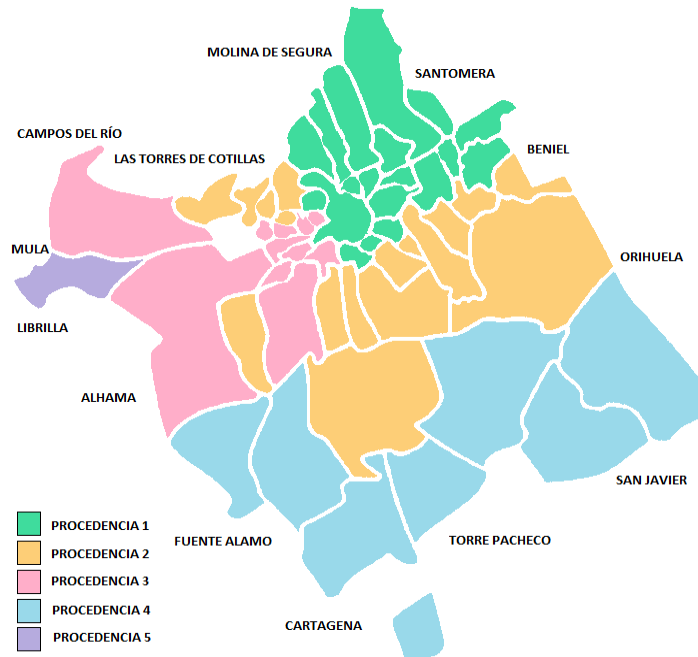 MOLINA DE SEGURA
SANTOMERA
CAMPOS DEL RÍO
LAS TORRES DE COTILLAS
BENIEL
MULA
ORIHUELA
LIBRILLA
ALHAMA
SAN JAVIER
FUENTE ALAMO
TORRE PACHECO
CARTAGENA
PROCEDENCIA 1
PROCEDENCIA 2
PROCEDENCIA 3
PROCEDENCIA 4
PROCEDENCIA 5